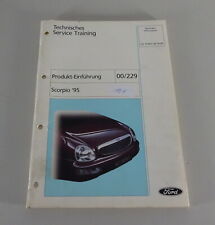 Technisches
Service Training
Produkt-Einführung 00/229
Scorpio '95
Ford